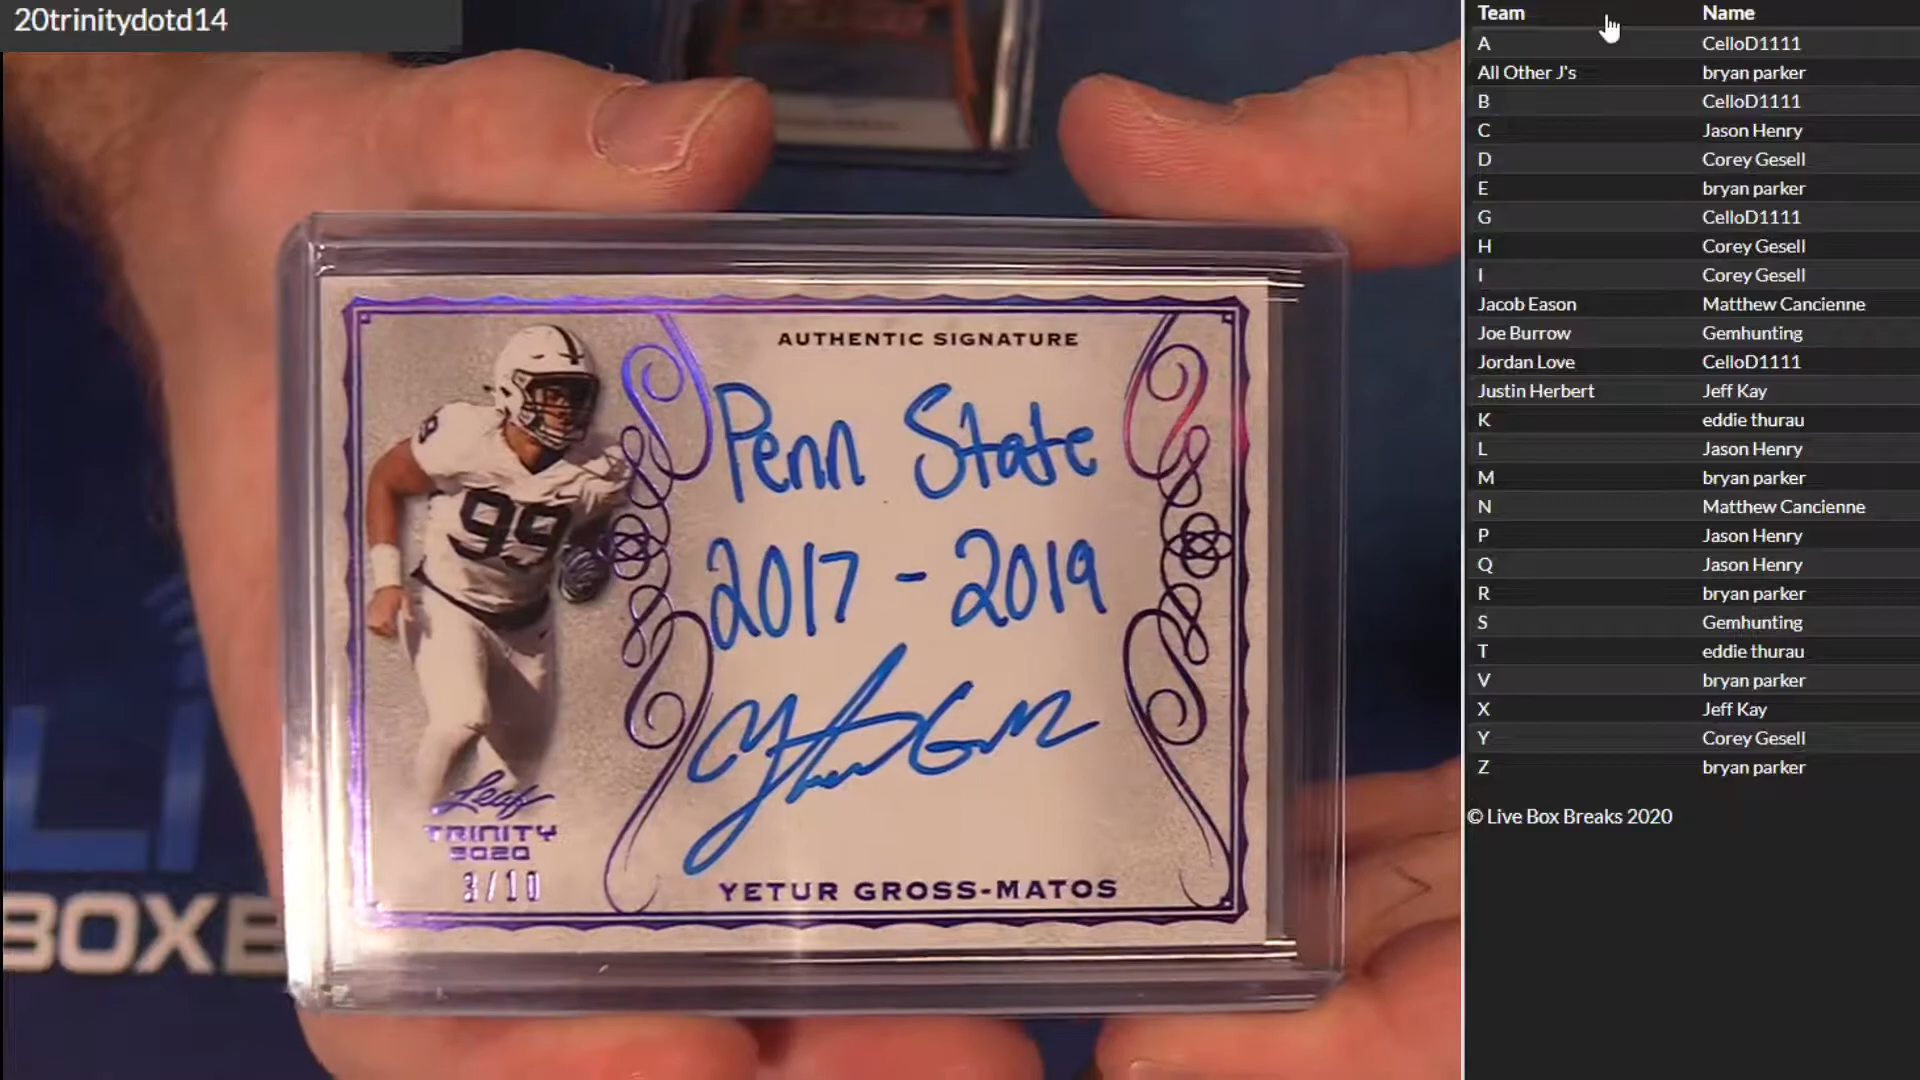 20trinitydotd14
AUTHENTIC SIGNATURE
Penn State
2017 - 2019
99
Leaf
TRINITY
2020
3/10
YETUR GROSS-MATOS
BOXB
Team Name
A CelloD1111
All Other J's bryan parker
B CelloD1111
C Jason Henry
D Corey Gesell
E bryan parker
G CelloD1111
H Corey Gesell
I Corey Gesell
Jacob Eason Matthew Cancienne
Joe Burrow Gemhunting
Jordan Love CelloD1111
Justin Herbert Jeff Kay
K eddie thurau
L Jason Henry
M bryan parker
N Matthew Cancienne
P Jason Henry
Q Jason Henry
R bryan parker
S Gemhunting
T eddie thurau
V bryan parker
X Jeff Kay
Y Corey Gesell
Z bryan parker
© Live Box Breaks 2020